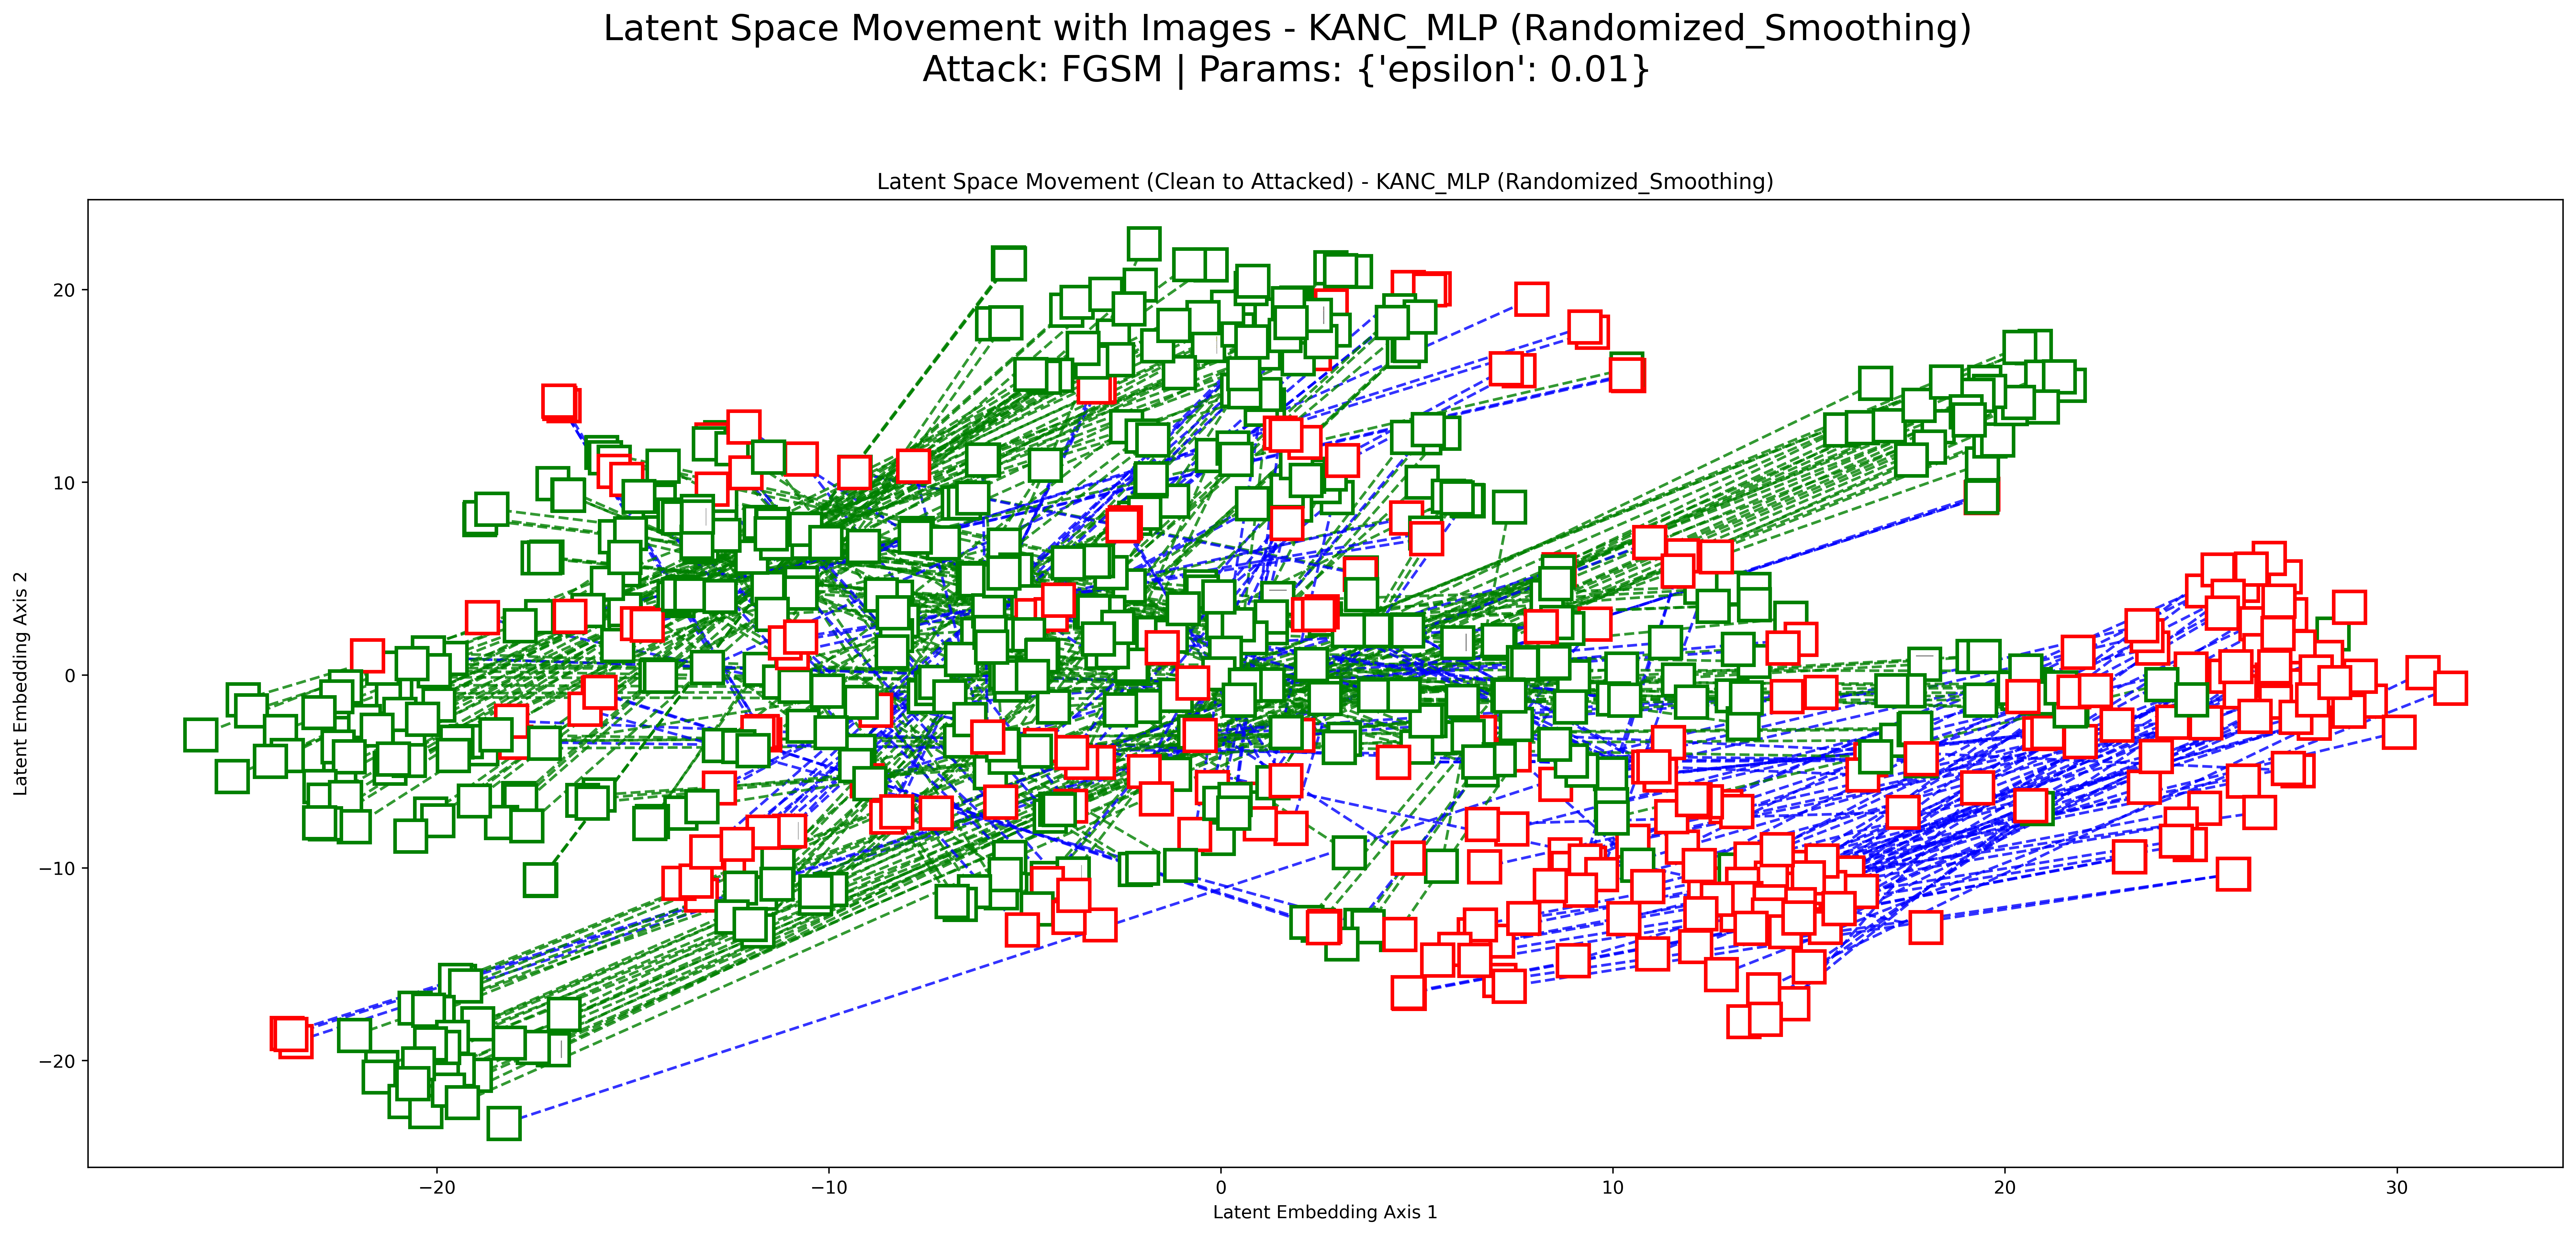 Latent Space Movement with Images - KANC_MLP (Randomized_Smoothing)
Attack: FGSM | Params: {'epsilon': 0.01}
Latent Space Movement (Clean to Attacked) - KANC_MLP (Randomized_Smoothing)
Latent Embedding Axis 2
20
10
0
−10
−20
−20
−10
0
10
20
30
Latent Embedding Axis 1